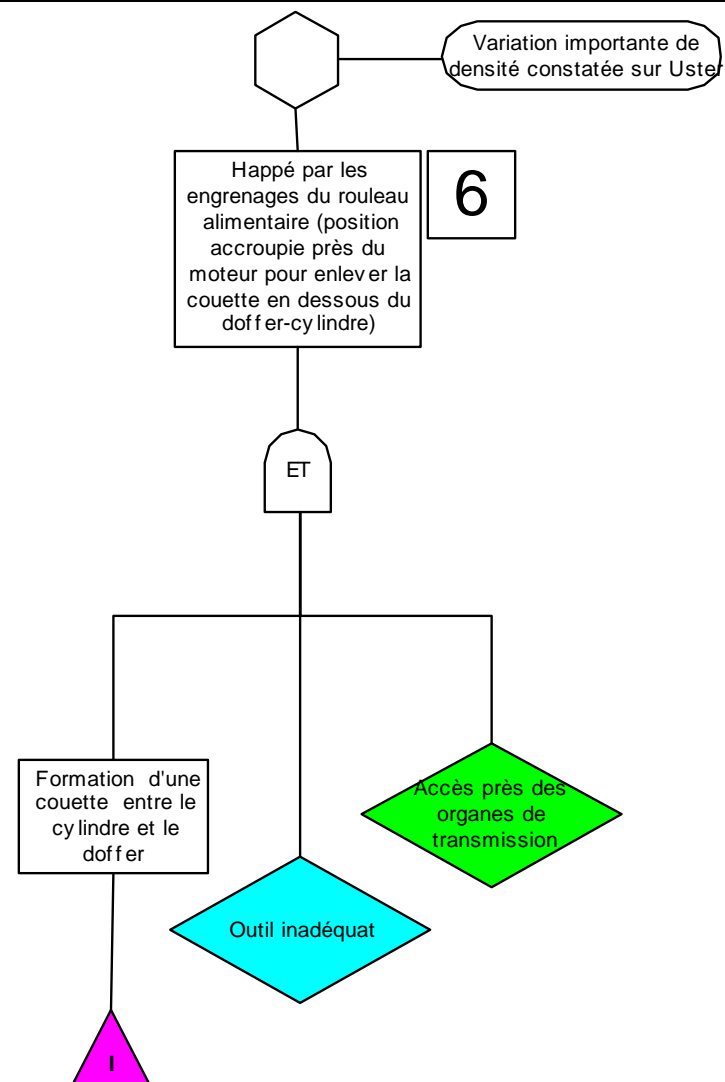 Variation importante de
densité constatée sur Uster
Happé par les
engrenages du rouleau
alimentaire (position
accroupie près du
moteur pour enlever la
couette en dessous du
doffer-cylindre)
6
ET
Formation d'une
couette entre le
cylindre et le
doffer
Accès près des
organes de
transmission
Outil inadéquat
I